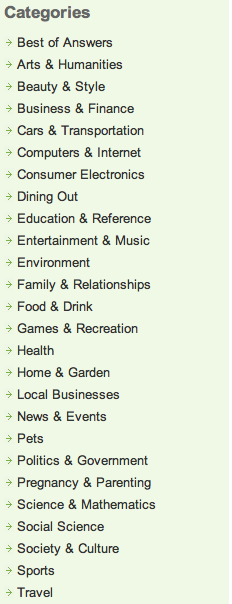 Categories
Best of Answers
Arts & Humanities
Beauty & Style
Business & Finance
Cars & Transportation
Computers & Internet
Consumer Electronics
Dining Out
Education & Reference
Entertainment & Music
Environment
Family & Relationships
Food & Drink
Games & Recreation
Health
Home & Garden
Local Businesses
News & Events
Pets
Politics & Government
Pregnancy & Parenting
Science & Mathematics
Social Science
Society & Culture
Sports
Travel